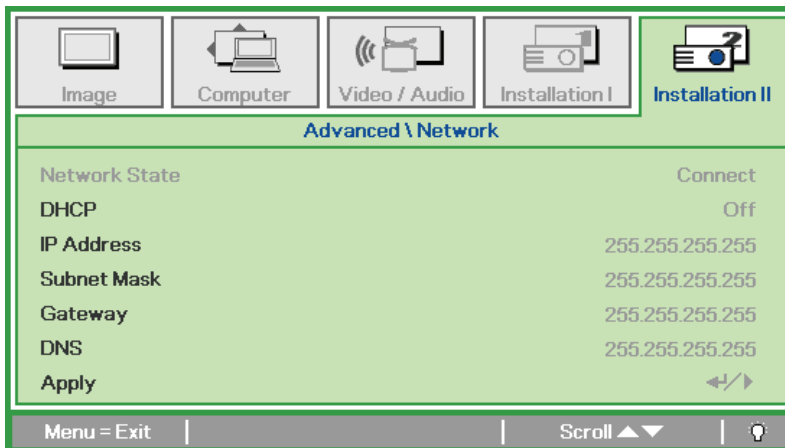 Image Computer Video / Audio Installation I Installation II
Advanced \ Network
Network State Connect
DHCP Off
IP Address 255.255.255.255
Subnet Mask 255.255.255.255
Gateway 255.255.255.255
DNS 255.255.255.255
Apply
Menu = Exit Scroll ▲▼